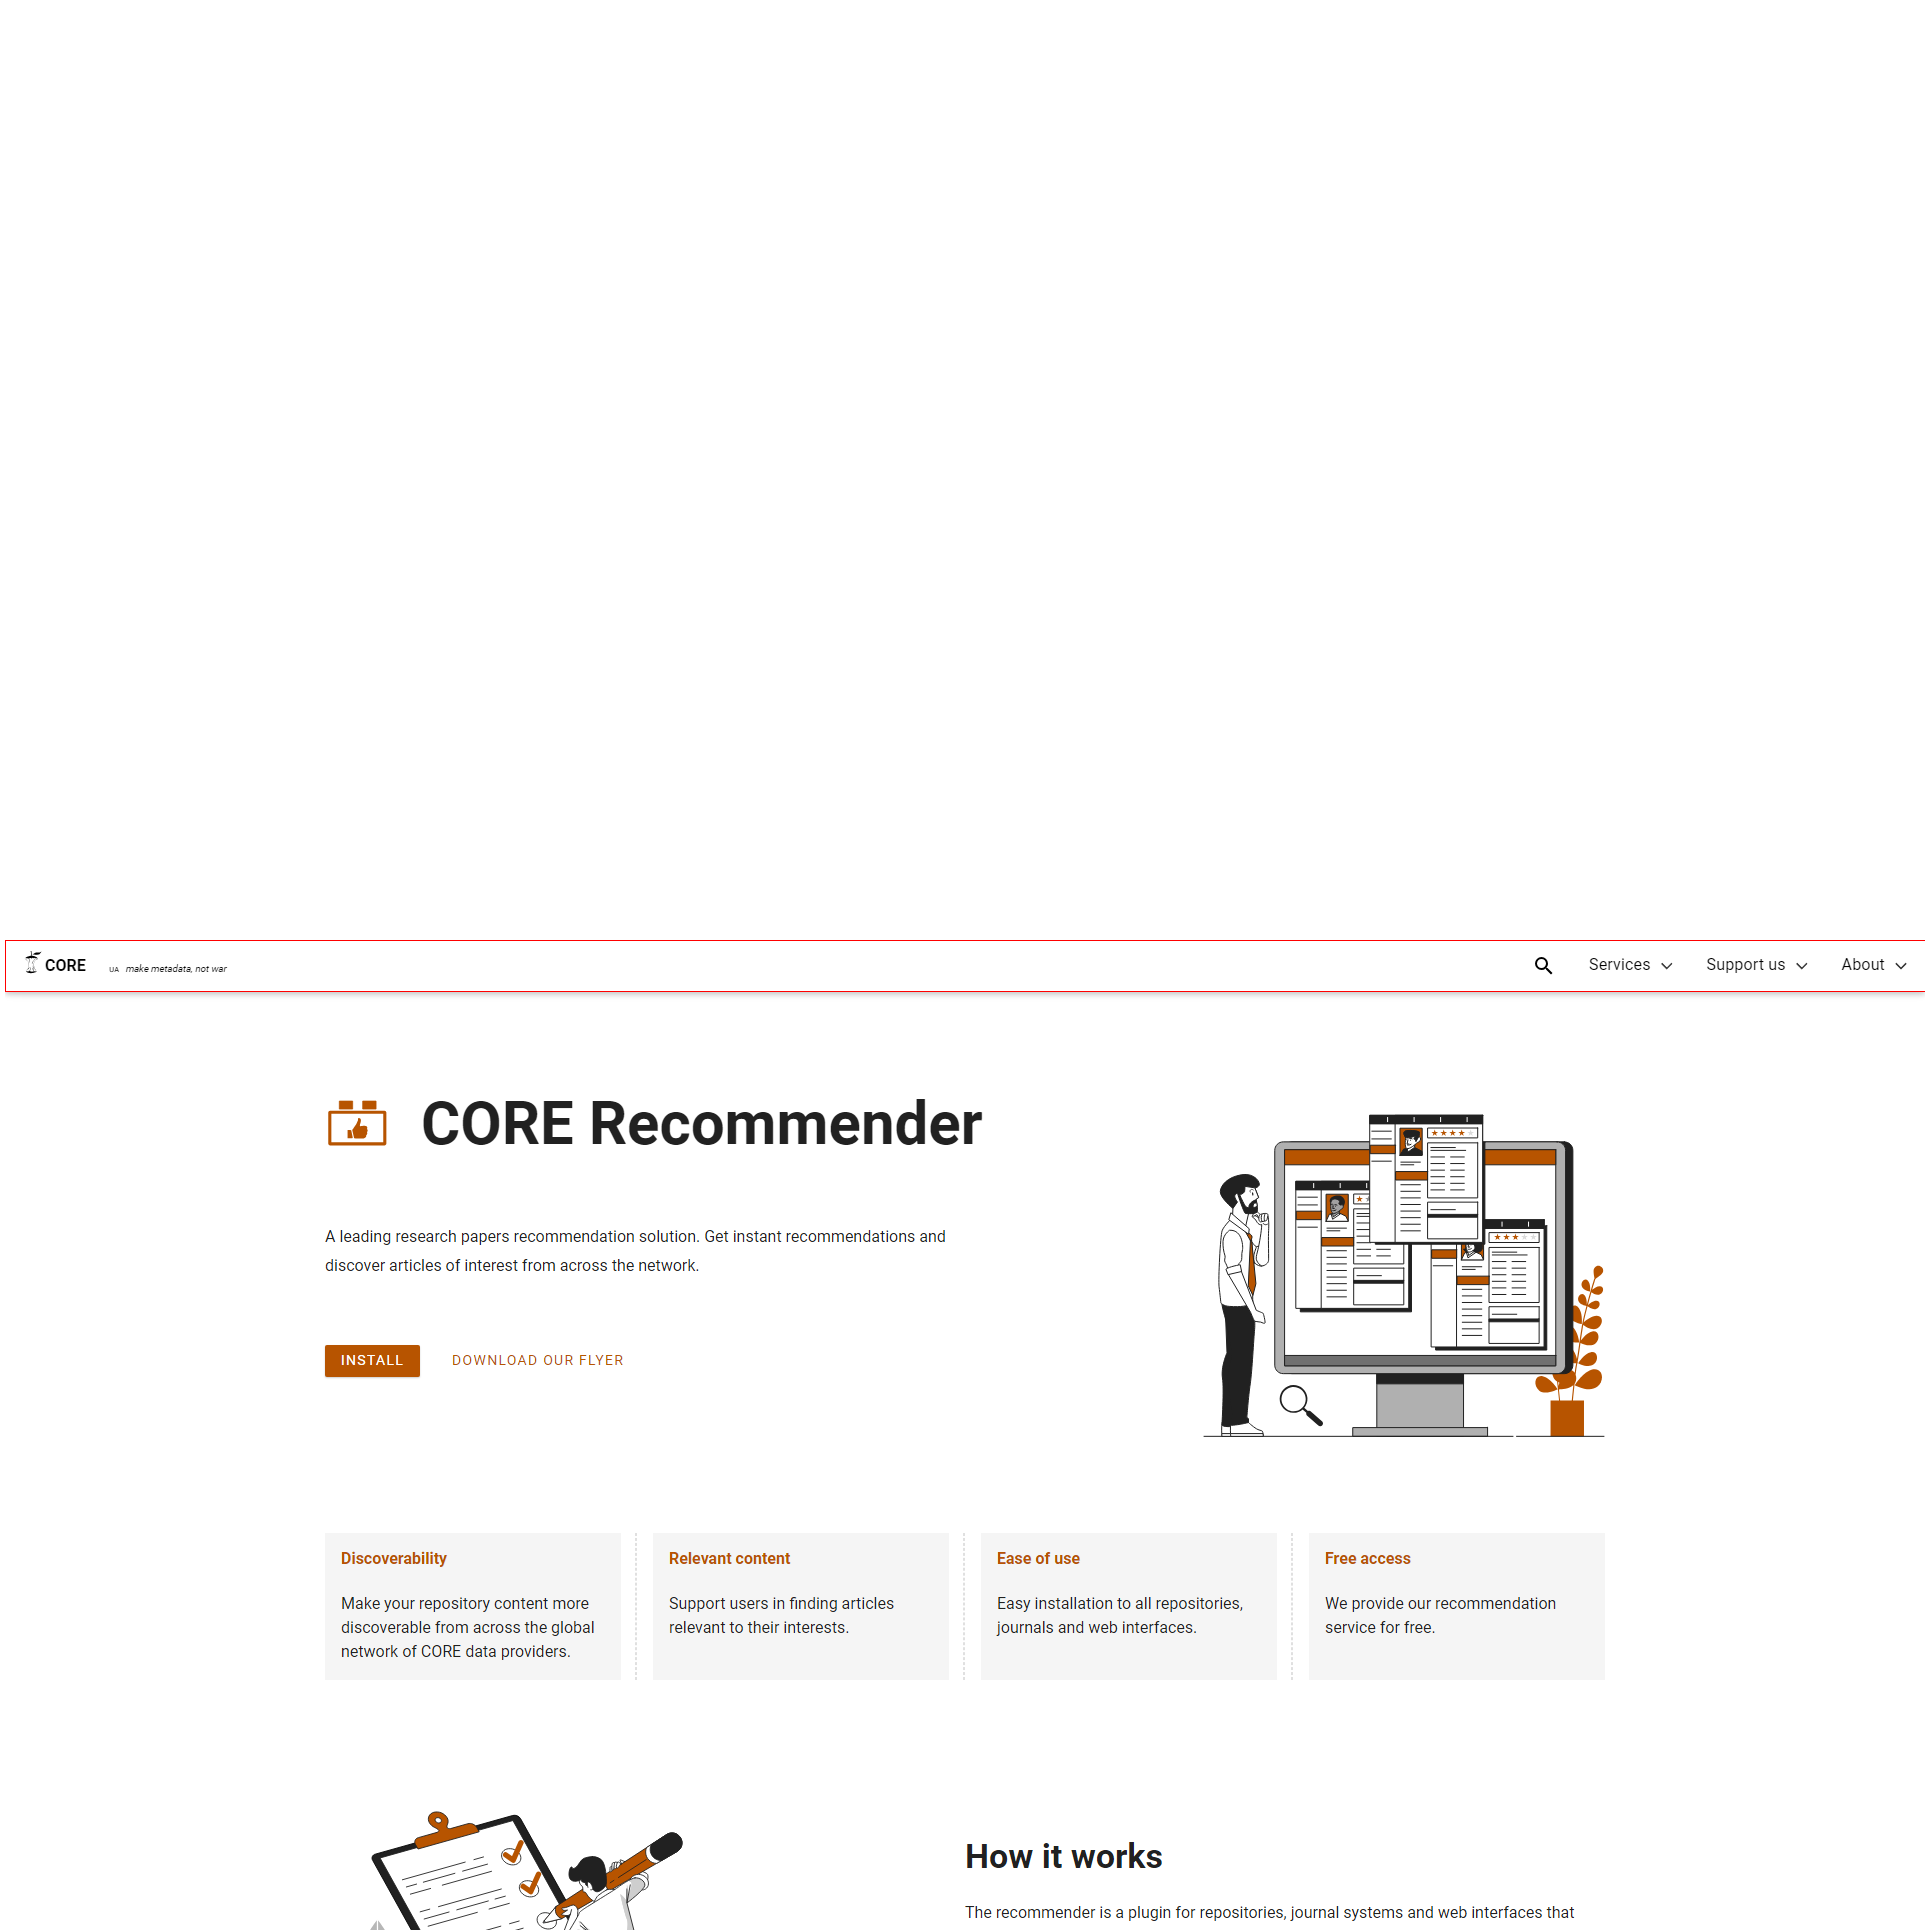 CORE
UA make metadata, not war
Services
Support us
About
CORE Recommender
A leading research papers recommendation solution. Get instant recommendations and
discover articles of interest from across the network.
INSTALL
DOWNLOAD OUR FLYER
Discoverability
Make your repository content more
discoverable from across the global
network of CORE data providers.
Relevant content
Support users in finding articles
relevant to their interests.
Ease of use
Easy installation to all repositories,
journals and web interfaces.
Free access
We provide our recommendation
service for free.
How it works
The recommender is a plugin for repositories, journal systems and web interfaces that